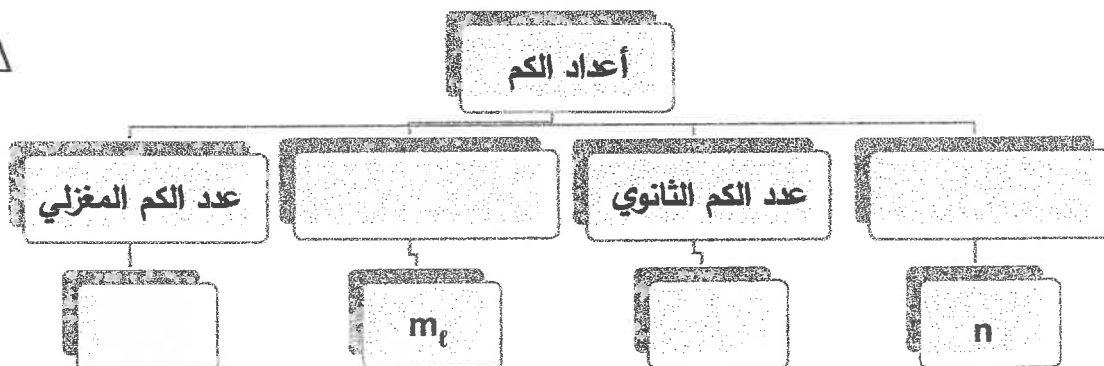 أعداد الكم
عدد الكم الثانوي
عدد الكم المغزلي
n
mℓ